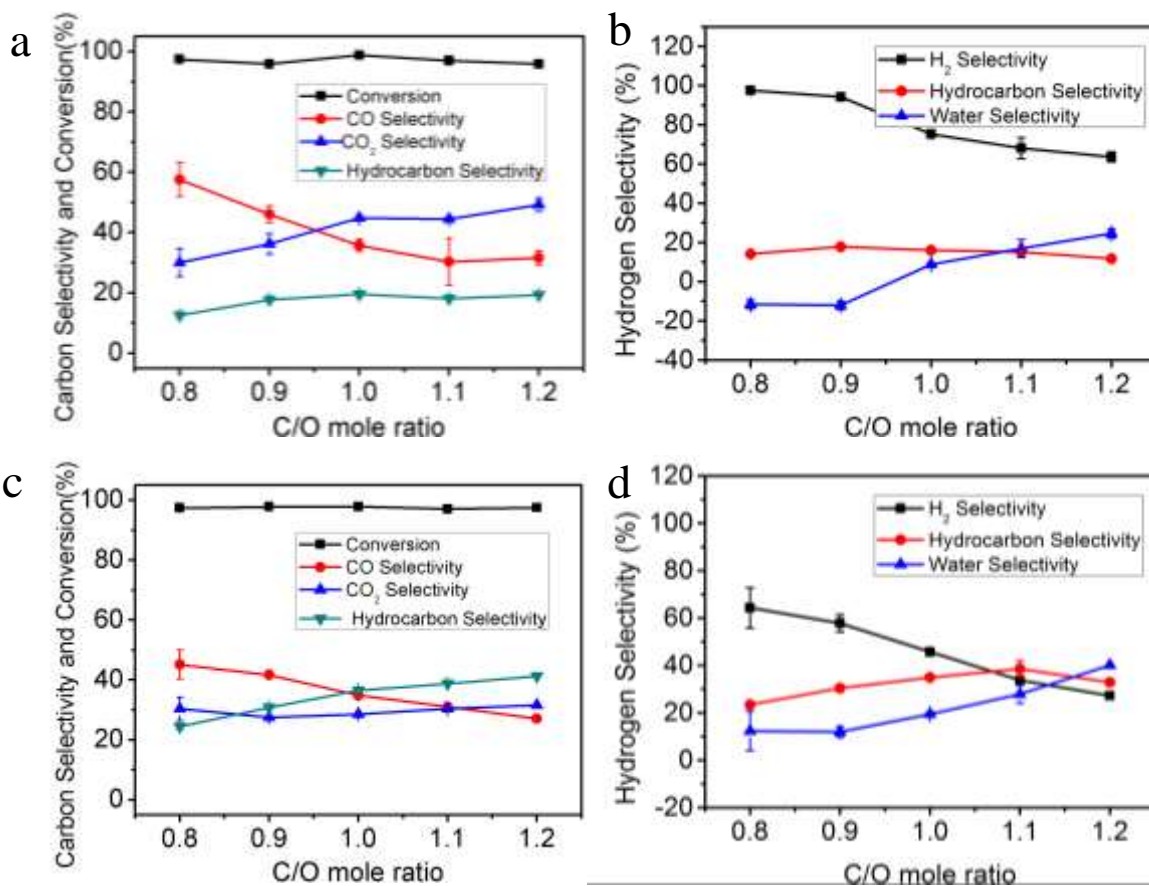 a
Carbon Selectivity and Conversion(%)
100
80
60
40
20
0
Conversion
CO Selectivity
CO2 Selectivity
Hydrocarbon Selectivity
0.8 0.9 1.0 1.1 1.2
C/O mole ratio
b
Hydrogen Selectivity (%)
120
100
80
60
40
20
0
-20
-40
H2 Selectivity
Hydrocarbon Selectivity
Water Selectivity
0.8 0.9 1.0 1.1 1.2
C/O mole ratio
c
Carbon Selectivity and Conversion(%)
100
80
60
40
20
0
Conversion
CO Selectivity
CO2 Selectivity
Hydrocarbon Selectivity
0.8 0.9 1.0 1.1 1.2
C/O mole ratio
d
Hydrogen Selectivity (%)
120
100
80
60
40
20
0
-20
H2 Selectivity
Hydrocarbon Selectivity
Water Selectivity
0.8 0.9 1.0 1.1 1.2
C/O mole ratio